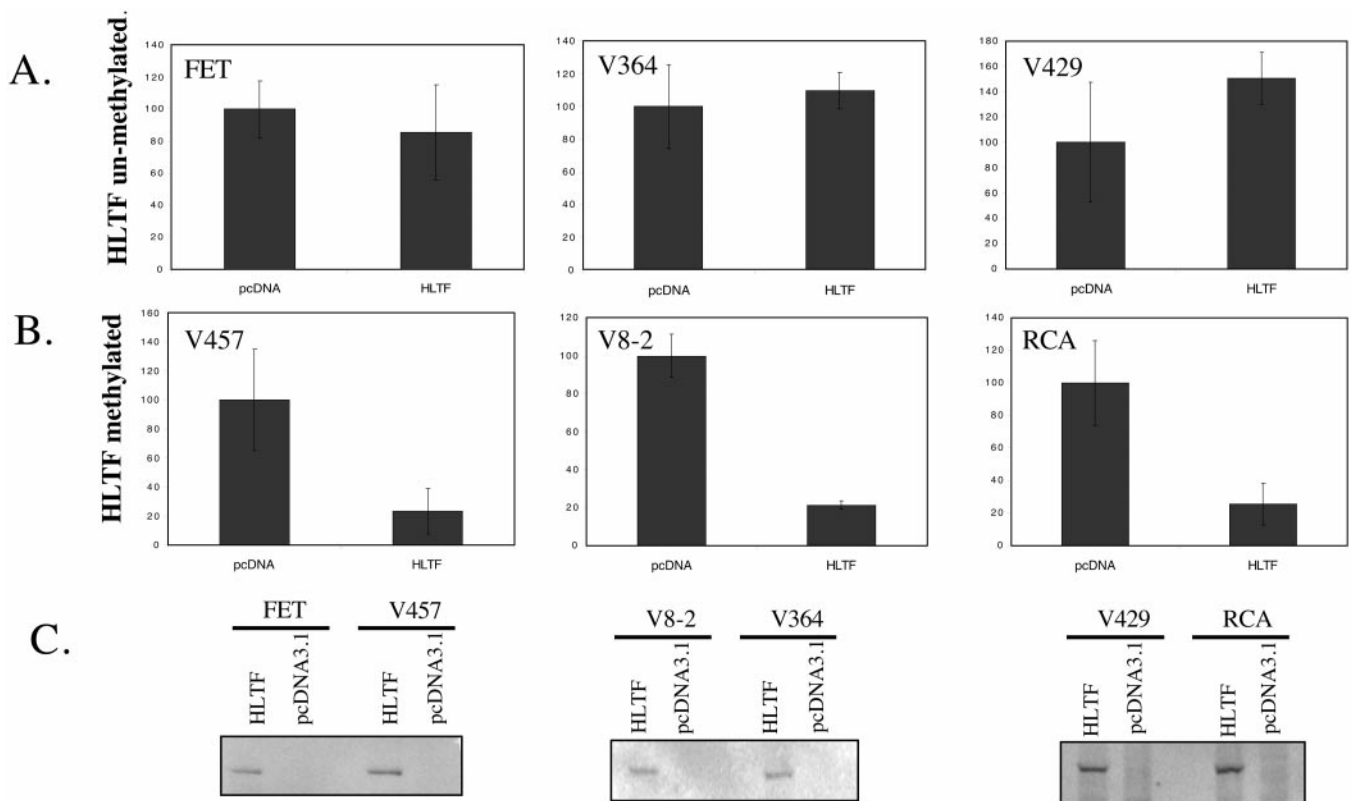 A.
HLTF un-methylated.
FET
140
120
100
80
60
40
20
0
pcDNA HLTF
V364
140
120
100
80
60
40
20
0
pcDNA HLTF
V429
180
160
140
120
100
80
60
40
20
0
pcDNA HLTF
B.
HLTF methylated
V457
160
140
120
100
80
60
40
20
0
pcDNA HLTF
V8-2
120
100
80
60
40
20
0
pcDNA HLTF
RCA
140
120
100
80
60
40
20
0
pcDNA HLTF
C.
FET V457
HLTF pcDNA3.1 HLTF pcDNA3.1
V8-2 V364
HLTF pcDNA3.1 HLTF pcDNA3.1
V429 RCA
HLTF pcDNA3.1 HLTF pcDNA3.1